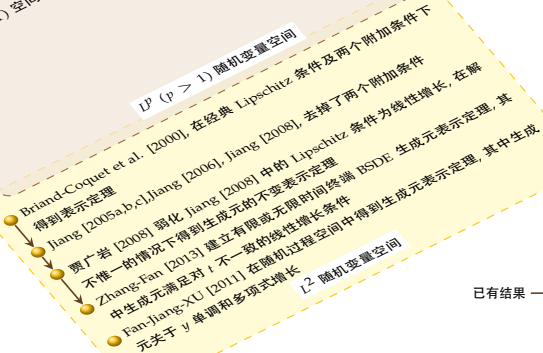 ) 空间
L^p (p > 1) 随机变量空间
Briand-Coquet et al. [2000], 在经典 Lipschitz 条件及两个附加条件下
得到表示定理
Jiang [2005a,b,c],Jiang [2006], Jiang [2008], 去掉了两个附加条件
贾广岩 [2008] 弱化 Jiang [2008] 中的 Lipschitz 条件为线性增长, 在解
不惟一的情况下得到生成元的不变表示定理
Zhang-Fan [2013] 建立有限或无限时间终端 BSDE 生成元表示定理, 其
中生成元满足对 t 不一致的线性增长条件
Fan-Jiang-XU [2011] 在随机过程空间中得到生成元表示定理, 其中生成
元关于 y 单调和多项式增长
L^2 随机变量空间
已有结果